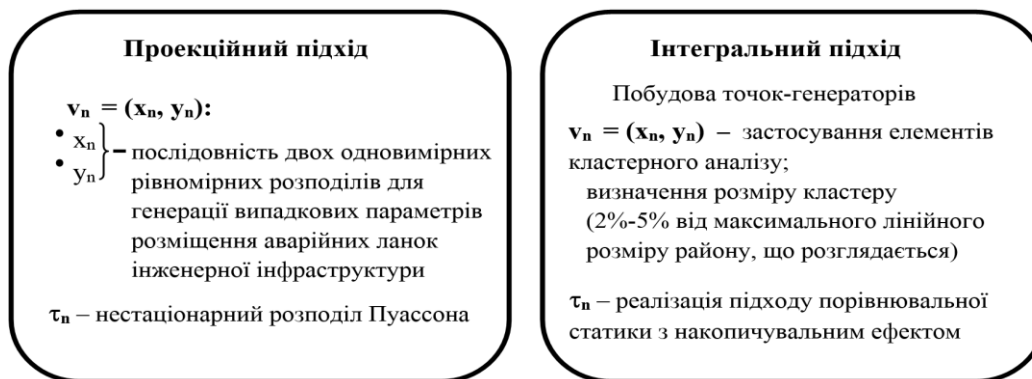 Проекційний підхід
vₙ = (xₙ, yₙ):
• xₙ
• yₙ
– послідовність двох одновимірних
рівномірних розподілів для
генерації випадкових параметрів
розміщення аварійних ланок
інженерної інфраструктури
τₙ – нестаціонарний розподіл Пуассона
Інтегральний підхід
Побудова точок-генераторів
vₙ = (xₙ, yₙ) – застосування елементів
кластерного аналізу;
визначення розміру кластеру
(2%-5% від максимального лінійного
розміру району, що розглядається)
τₙ – реалізація підходу порівнювальної
статики з накопичувальним ефектом